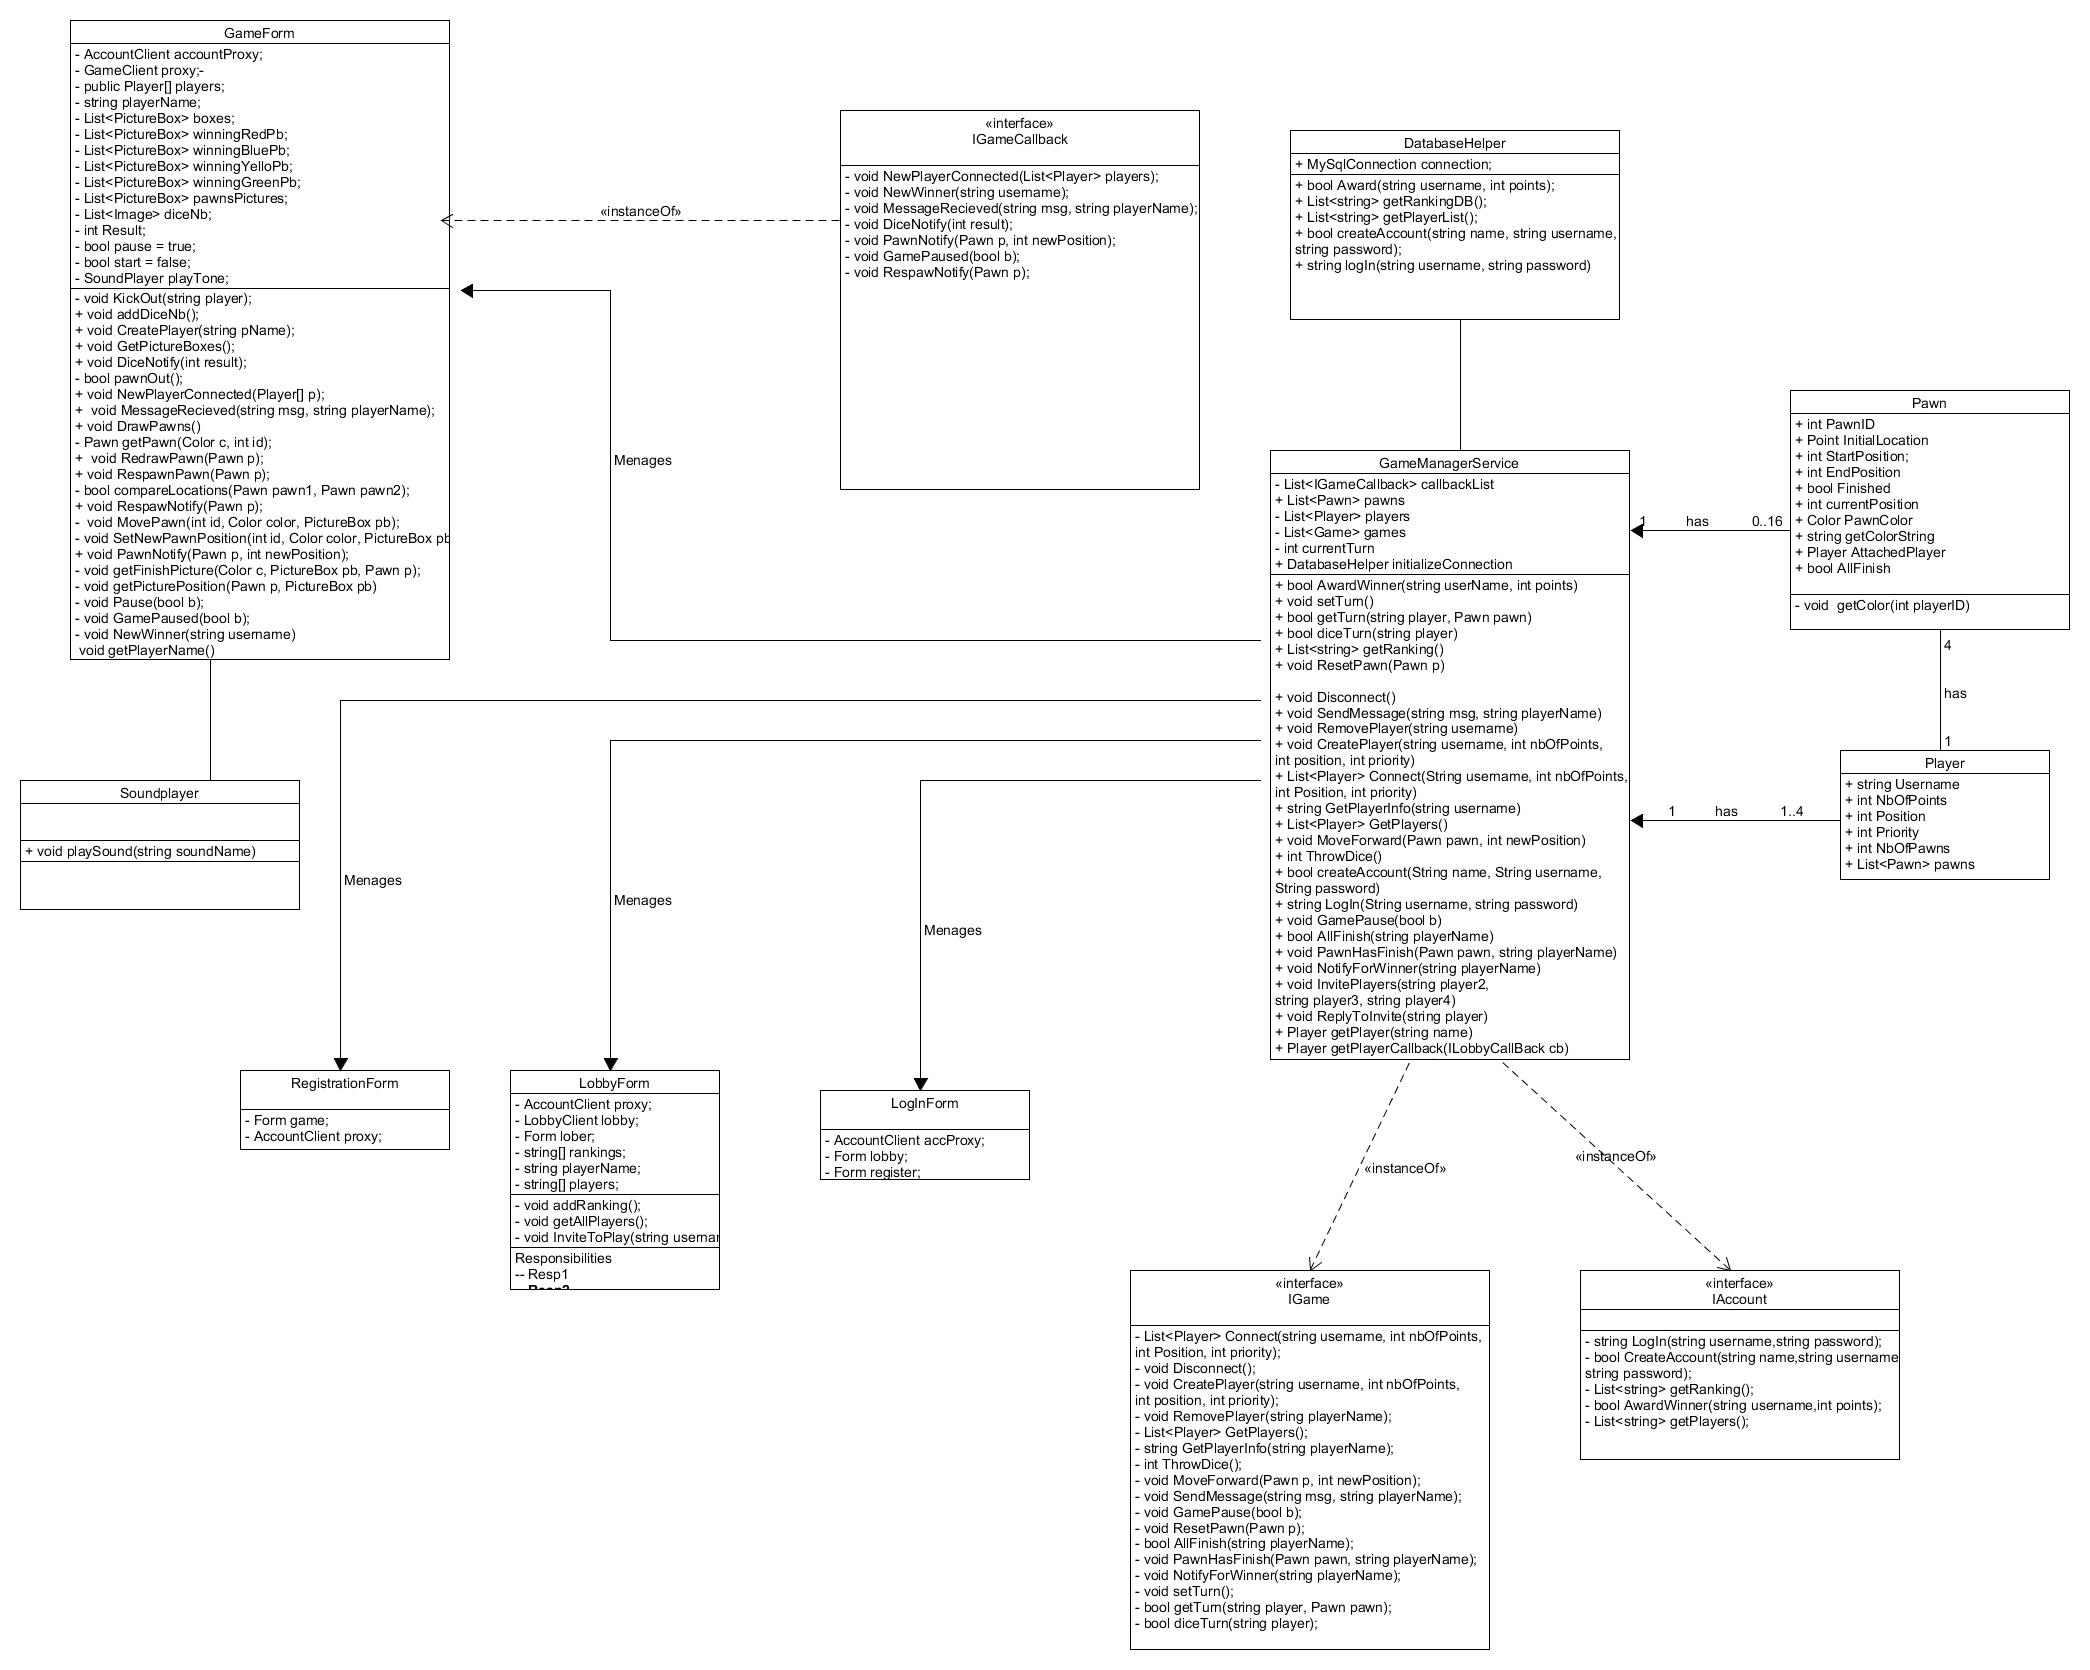 GameForm
- AccountClient accountProxy;
- GameClient proxy;-
- public Player[] players;
- string playerName;
- List<PictureBox> boxes;
- List<PictureBox> winningRedPb;
- List<PictureBox> winningBluePb;
- List<PictureBox> winningYelloPb;
- List<PictureBox> winningGreenPb;
- List<PictureBox> pawnsPictures;
- List<Image> diceNb;
- int Result;
- bool pause = true;
- bool start = false;
- SoundPlayer playTone;
- void KickOut(string player);
+ void addDiceNb();
+ void CreatePlayer(string pName);
+ void GetPictureBoxes();
+ void DiceNotify(int result);
- bool pawnOut();
+ void NewPlayerConnected(Player[] p);
+  void MessageRecieved(string msg, string playerName);
+ void DrawPawns()
- Pawn getPawn(Color c, int id);
+  void RedrawPawn(Pawn p);
+ void RespawnPawn(Pawn p);
- bool compareLocations(Pawn pawn1, Pawn pawn2);
+ void RespawNotify(Pawn p);
-  void MovePawn(int id, Color color, PictureBox pb);
- void SetNewPawnPosition(int id, Color color, PictureBox pb
+ void PawnNotify(Pawn p, int newPosition);
- void getFinishPicture(Color c, PictureBox pb, Pawn p);
- void getPicturePosition(Pawn p, PictureBox pb)
- void Pause(bool b);
- void GamePaused(bool b);
- void NewWinner(string username)
void getPlayerName()
«instanceOf»
«interface»
IGameCallback
- void NewPlayerConnected(List<Player> players);
- void NewWinner(string username);
- void MessageRecieved(string msg, string playerName);
- void DiceNotify(int result);
- void PawnNotify(Pawn p, int newPosition);
- void GamePaused(bool b);
- void RespawNotify(Pawn p);
DatabaseHelper
+ MySqlConnection connection;
+ bool Award(string username, int points);
+ List<string> getRankingDB();
+ List<string> getPlayerList();
+ bool createAccount(string name, string username,
string password);
+ string logIn(string username, string password)
Menages
GameManagerService
- List<IGameCallback> callbackList
+ List<Pawn> pawns
- List<Player> players
- List<Game> games
- int currentTurn
+ DatabaseHelper initializeConnection
+ bool AwardWinner(string userName, int points)
+ void setTurn()
+ bool getTurn(string player, Pawn pawn)
+ bool diceTurn(string player)
+ List<string> getRanking()
+ void ResetPawn(Pawn p)
+ void Disconnect()
+ void SendMessage(string msg, string playerName)
+ void RemovePlayer(string username)
+ void CreatePlayer(string username, int nbOfPoints,
int position, int priority)
+ List<Player> Connect(String username, int nbOfPoints,
int Position, int priority)
+ string GetPlayerInfo(string username)
+ List<Player> GetPlayers()
+ void MoveForward(Pawn pawn, int newPosition)
+ int ThrowDice()
+ bool createAccount(String name, String username,
String password)
+ string LogIn(String username, string password)
+ void GamePause(bool b)
+ bool AllFinish(string playerName)
+ void PawnHasFinish(Pawn pawn, string playerName)
+ void NotifyForWinner(string playerName)
+ void InvitePlayers(string player2,
string player3, string player4)
+ void ReplyToInvite(string player)
+ Player getPlayer(string name)
+ Player getPlayerCallback(ILobbyCallBack cb)
1 has 0..16
Pawn
+ int PawnID
+ Point InitialLocation
+ int StartPosition;
+ int EndPosition
+ bool Finished
+ int currentPosition
+ Color PawnColor
+ string getColorString
+ Player AttachedPlayer
+ bool AllFinish
- void  getColor(int playerID)
4
has
1
Player
+ string Username
+ int NbOfPoints
+ int Position
+ int Priority
+ int NbOfPawns
+ List<Pawn> pawns
1 has 1..4
Soundplayer
+ void playSound(string soundName)
Menages
Menages
Menages
RegistrationForm
- Form game;
- AccountClient proxy;
LobbyForm
- AccountClient proxy;
- LobbyClient lobby;
- Form lober;
- string[] rankings;
- string playerName;
- string[] players;
- void addRanking();
- void getAllPlayers();
- void InviteToPlay(string usernar
Responsibilities
-- Resp1
LogInForm
- AccountClient accProxy;
- Form lobby;
- Form register;
«instanceOf»
«instanceOf»
«interface»
IGame
- List<Player> Connect(string username, int nbOfPoints,
int Position, int priority);
- void Disconnect();
- void CreatePlayer(string username, int nbOfPoints,
int position, int priority);
- void RemovePlayer(string playerName);
- List<Player> GetPlayers();
- string GetPlayerInfo(string playerName);
- int ThrowDice();
- void MoveForward(Pawn p, int newPosition);
- void SendMessage(string msg, string playerName);
- void GamePause(bool b);
- void ResetPawn(Pawn p);
- bool AllFinish(string playerName);
- void PawnHasFinish(Pawn pawn, string playerName);
- void NotifyForWinner(string playerName);
- void setTurn();
- bool getTurn(string player, Pawn pawn);
- bool diceTurn(string player);
«interface»
IAccount
- string LogIn(string username,string password);
- bool CreateAccount(string name,string username
string password);
- List<string> getRanking();
- bool AwardWinner(string username,int points);
- List<string> getPlayers();